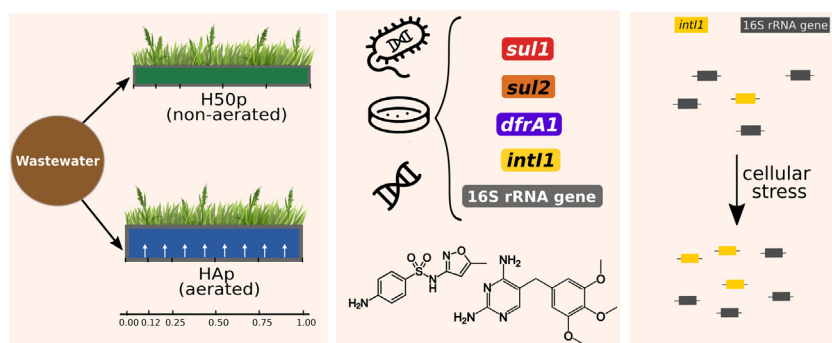 Wastewater
H50p
(non-aerated)
HAp
(aerated)
0.00 0.12 0.25 0.50 0.75 1.00
sul1
sul2
dfrA1
intI1
16S rRNA gene
H₂N
S
O
O
N
H
N
O
NH₂
N
N
H₂N
O
O
O
intI1
16S rRNA gene
cellular
stress